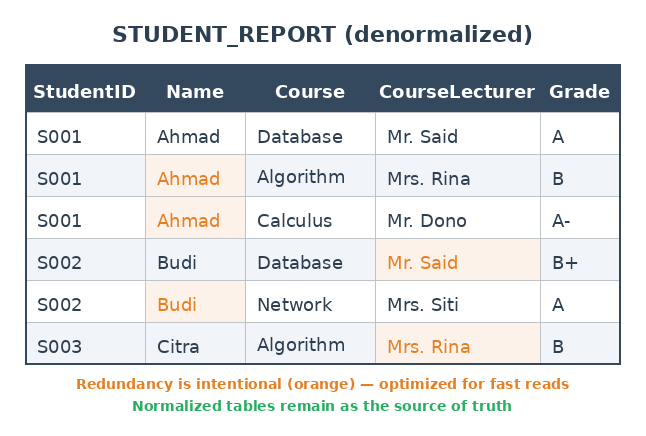 STUDENT_REPORT (denormalized)
StudentID Name Course CourseLecturer Grade
S001 Ahmad Database Mr. Said A
S001 Ahmad Algorithm Mrs. Rina B
S001 Ahmad Calculus Mr. Dono A-
S002 Budi Database Mr. Said B+
S002 Budi Network Mrs. Siti A
S003 Citra Algorithm Mrs. Rina B
Redundancy is intentional (orange) — optimized for fast reads
Normalized tables remain as the source of truth